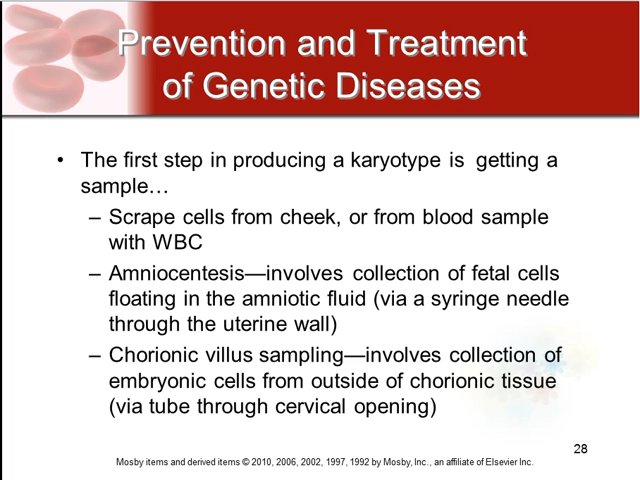 Prevention and Treatment
of Genetic Diseases
• The first step in producing a karyotype is getting a
sample…
– Scrape cells from cheek, or from blood sample
with WBC
– Amniocentesis—involves collection of fetal cells
floating in the amniotic fluid (via a syringe needle
through the uterine wall)
– Chorionic villus sampling—involves collection of
embryonic cells from outside of chorionic tissue
(via tube through cervical opening)
28
Mosby items and derived items © 2010, 2006, 2002, 1997, 1992 by Mosby, Inc., an affiliate of Elsevier Inc.